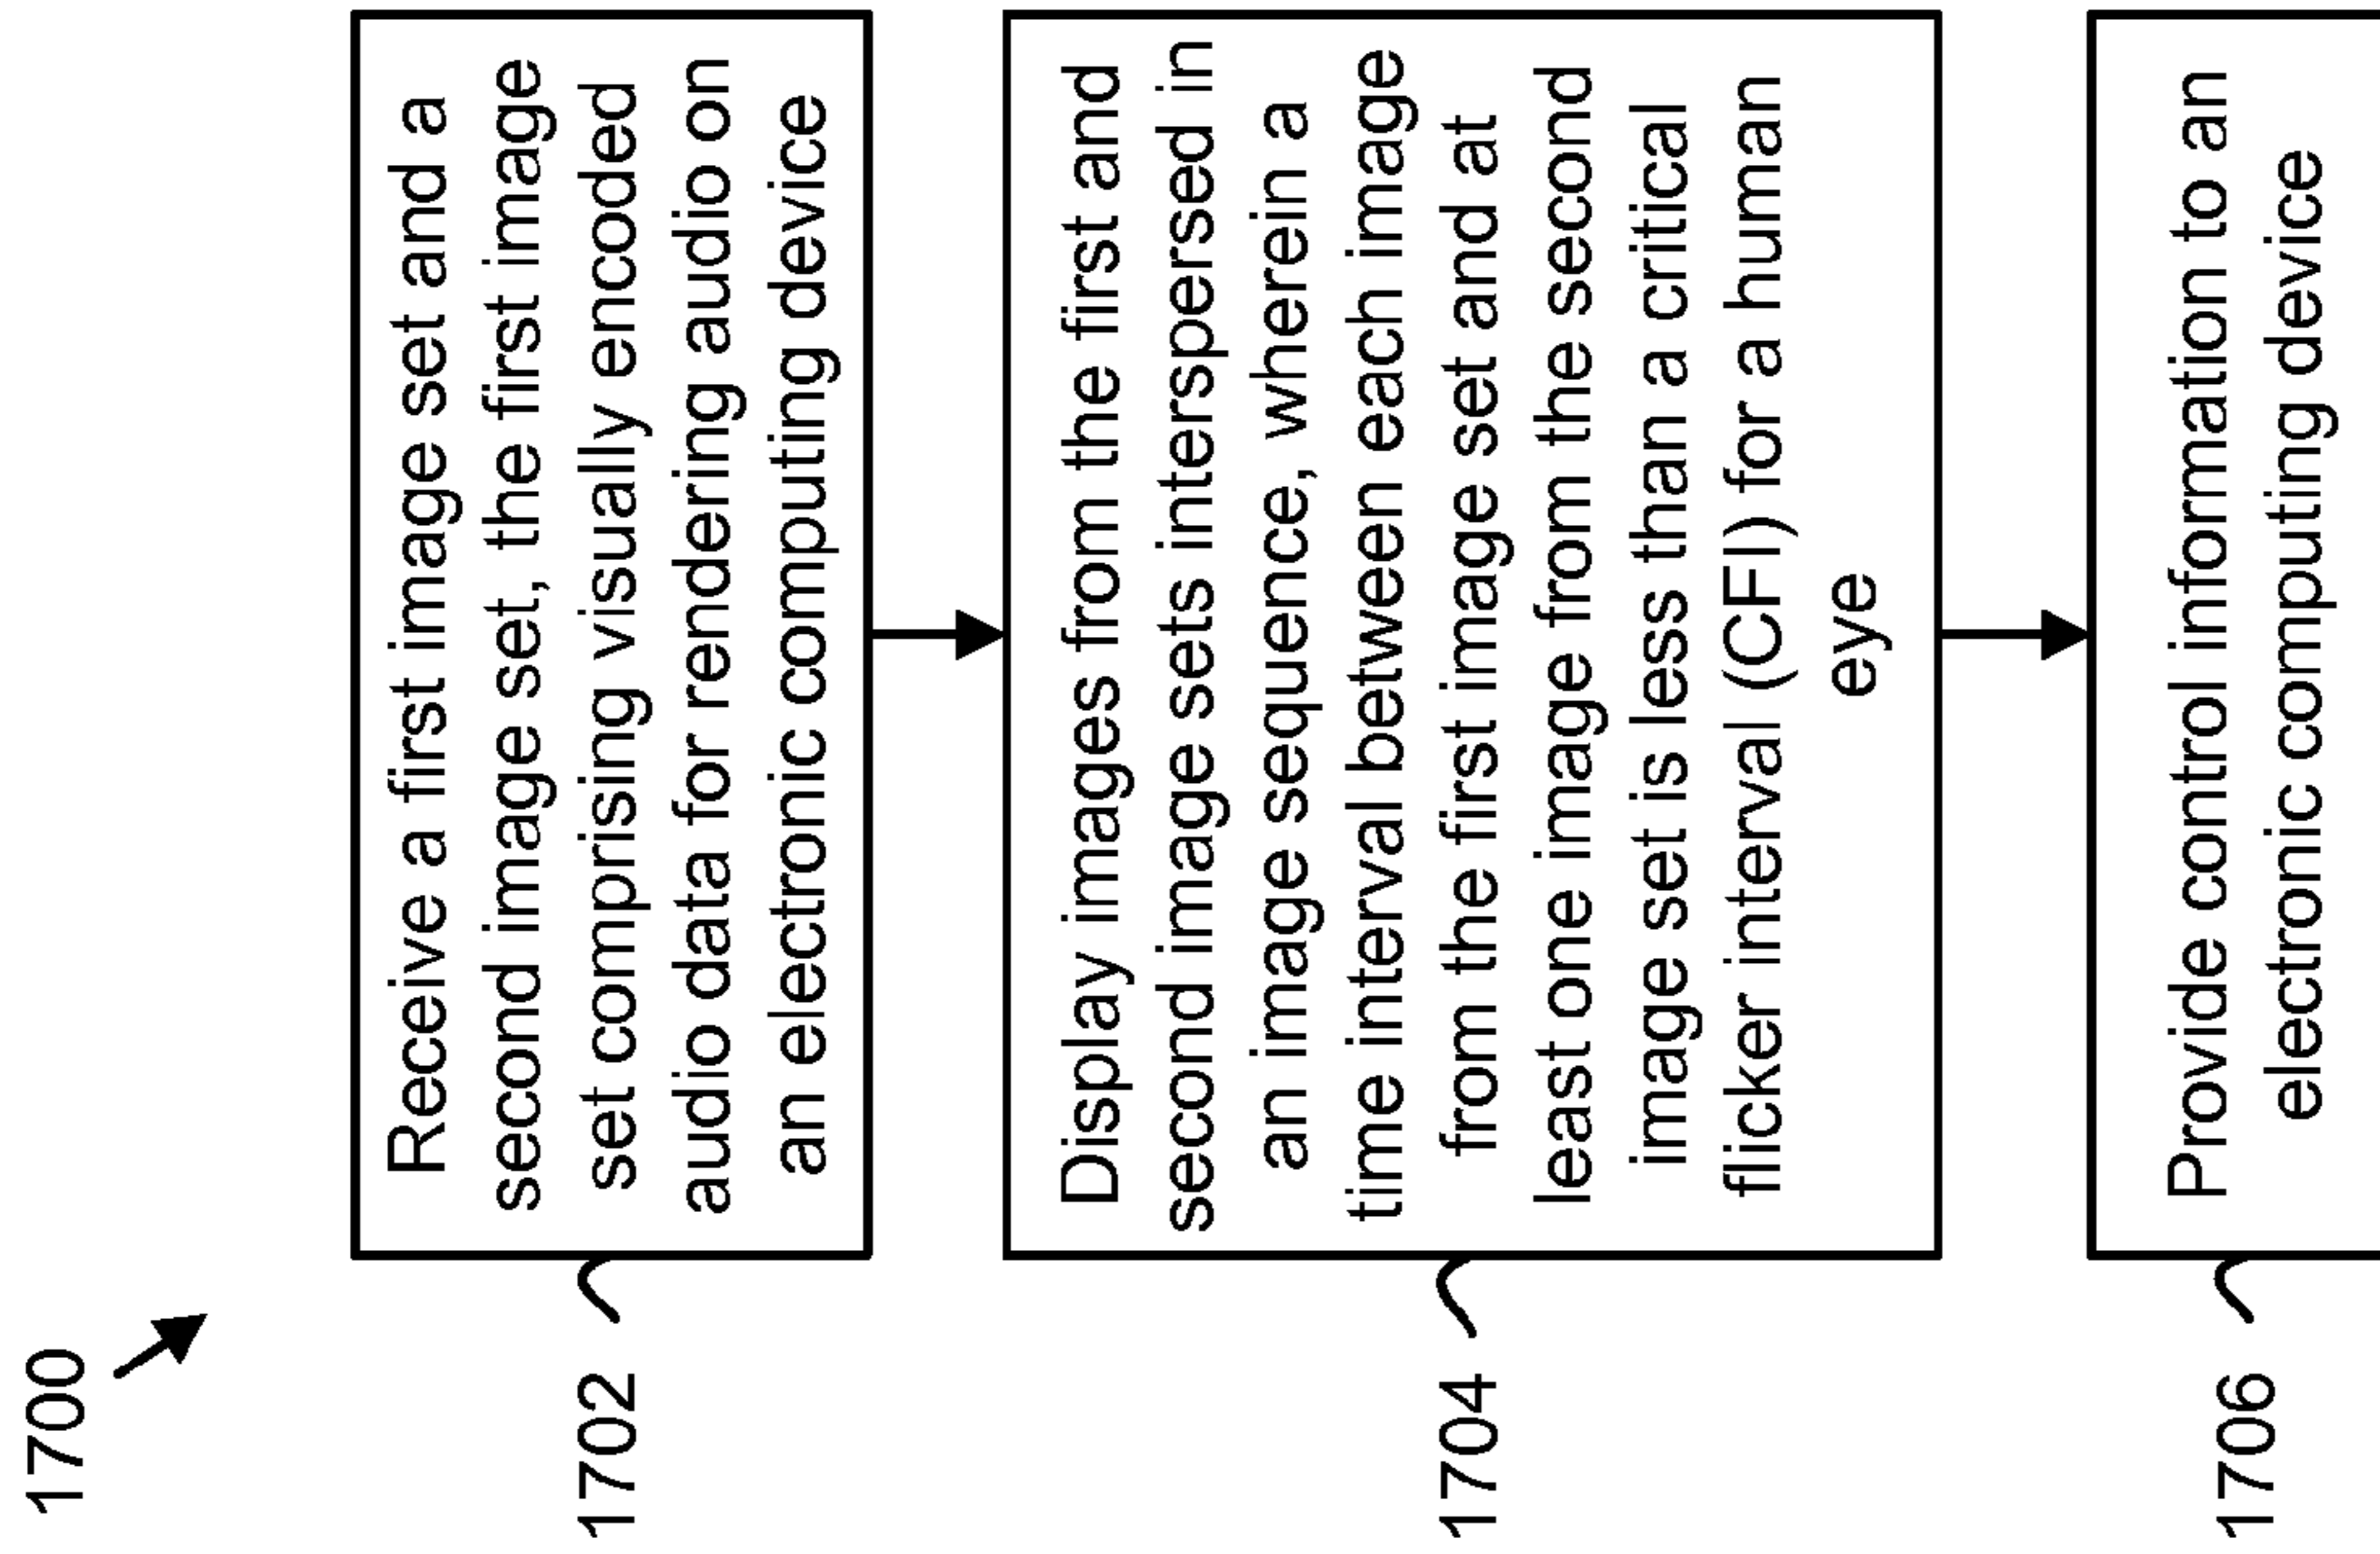 1700
1702
Receive a first image set and a
second image set, the first image
set comprising visually encoded
audio data for rendering audio on
an electronic computing device
1704
Display images from the first and
second image sets interspersed in
an image sequence, wherein a
time interval between each image
from the first image set and at
least one image from the second
image set is less than a critical
flicker interval (CFI) for a human
eye
1706
Provide control information to an
electronic computing device